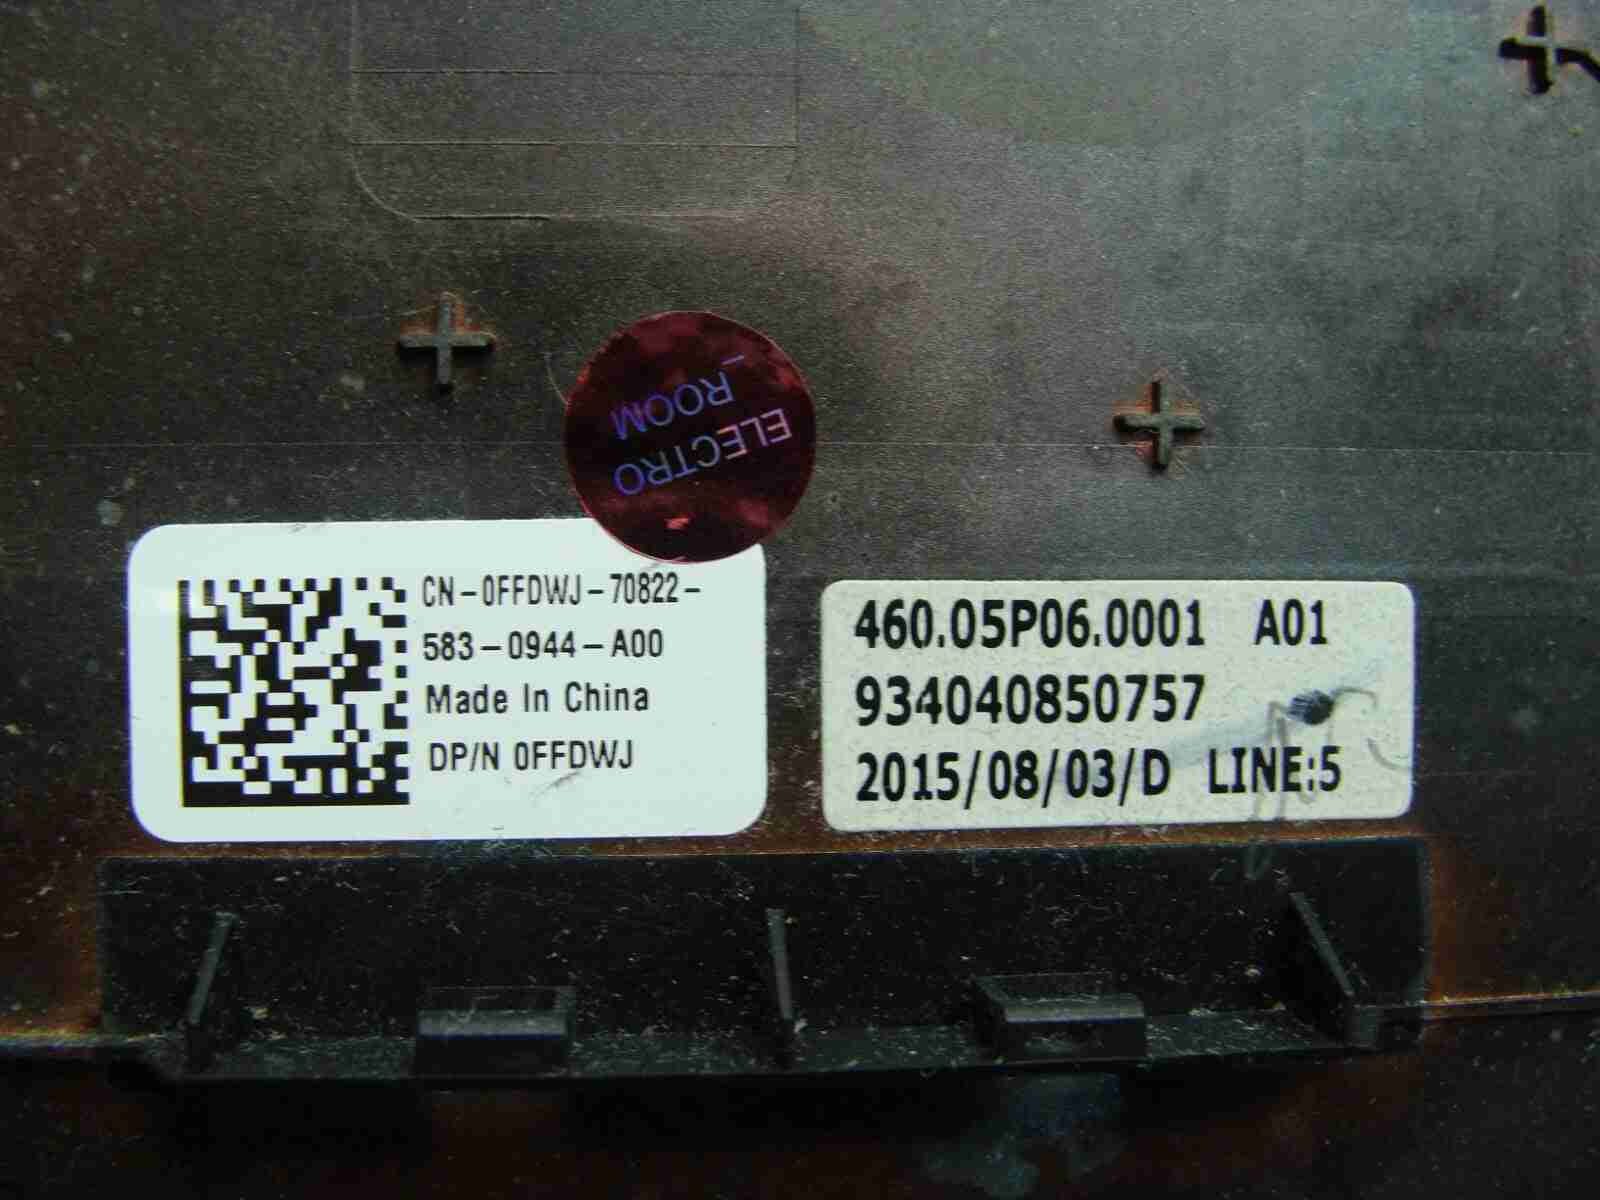 ELECTRO
_ROOM
CN-0FFDWJ-70822-
583-0944-A00
Made In China
DP/N 0FFDWJ
460.05P06.0001 A01
934040850757
2015/08/03/D LINE:5